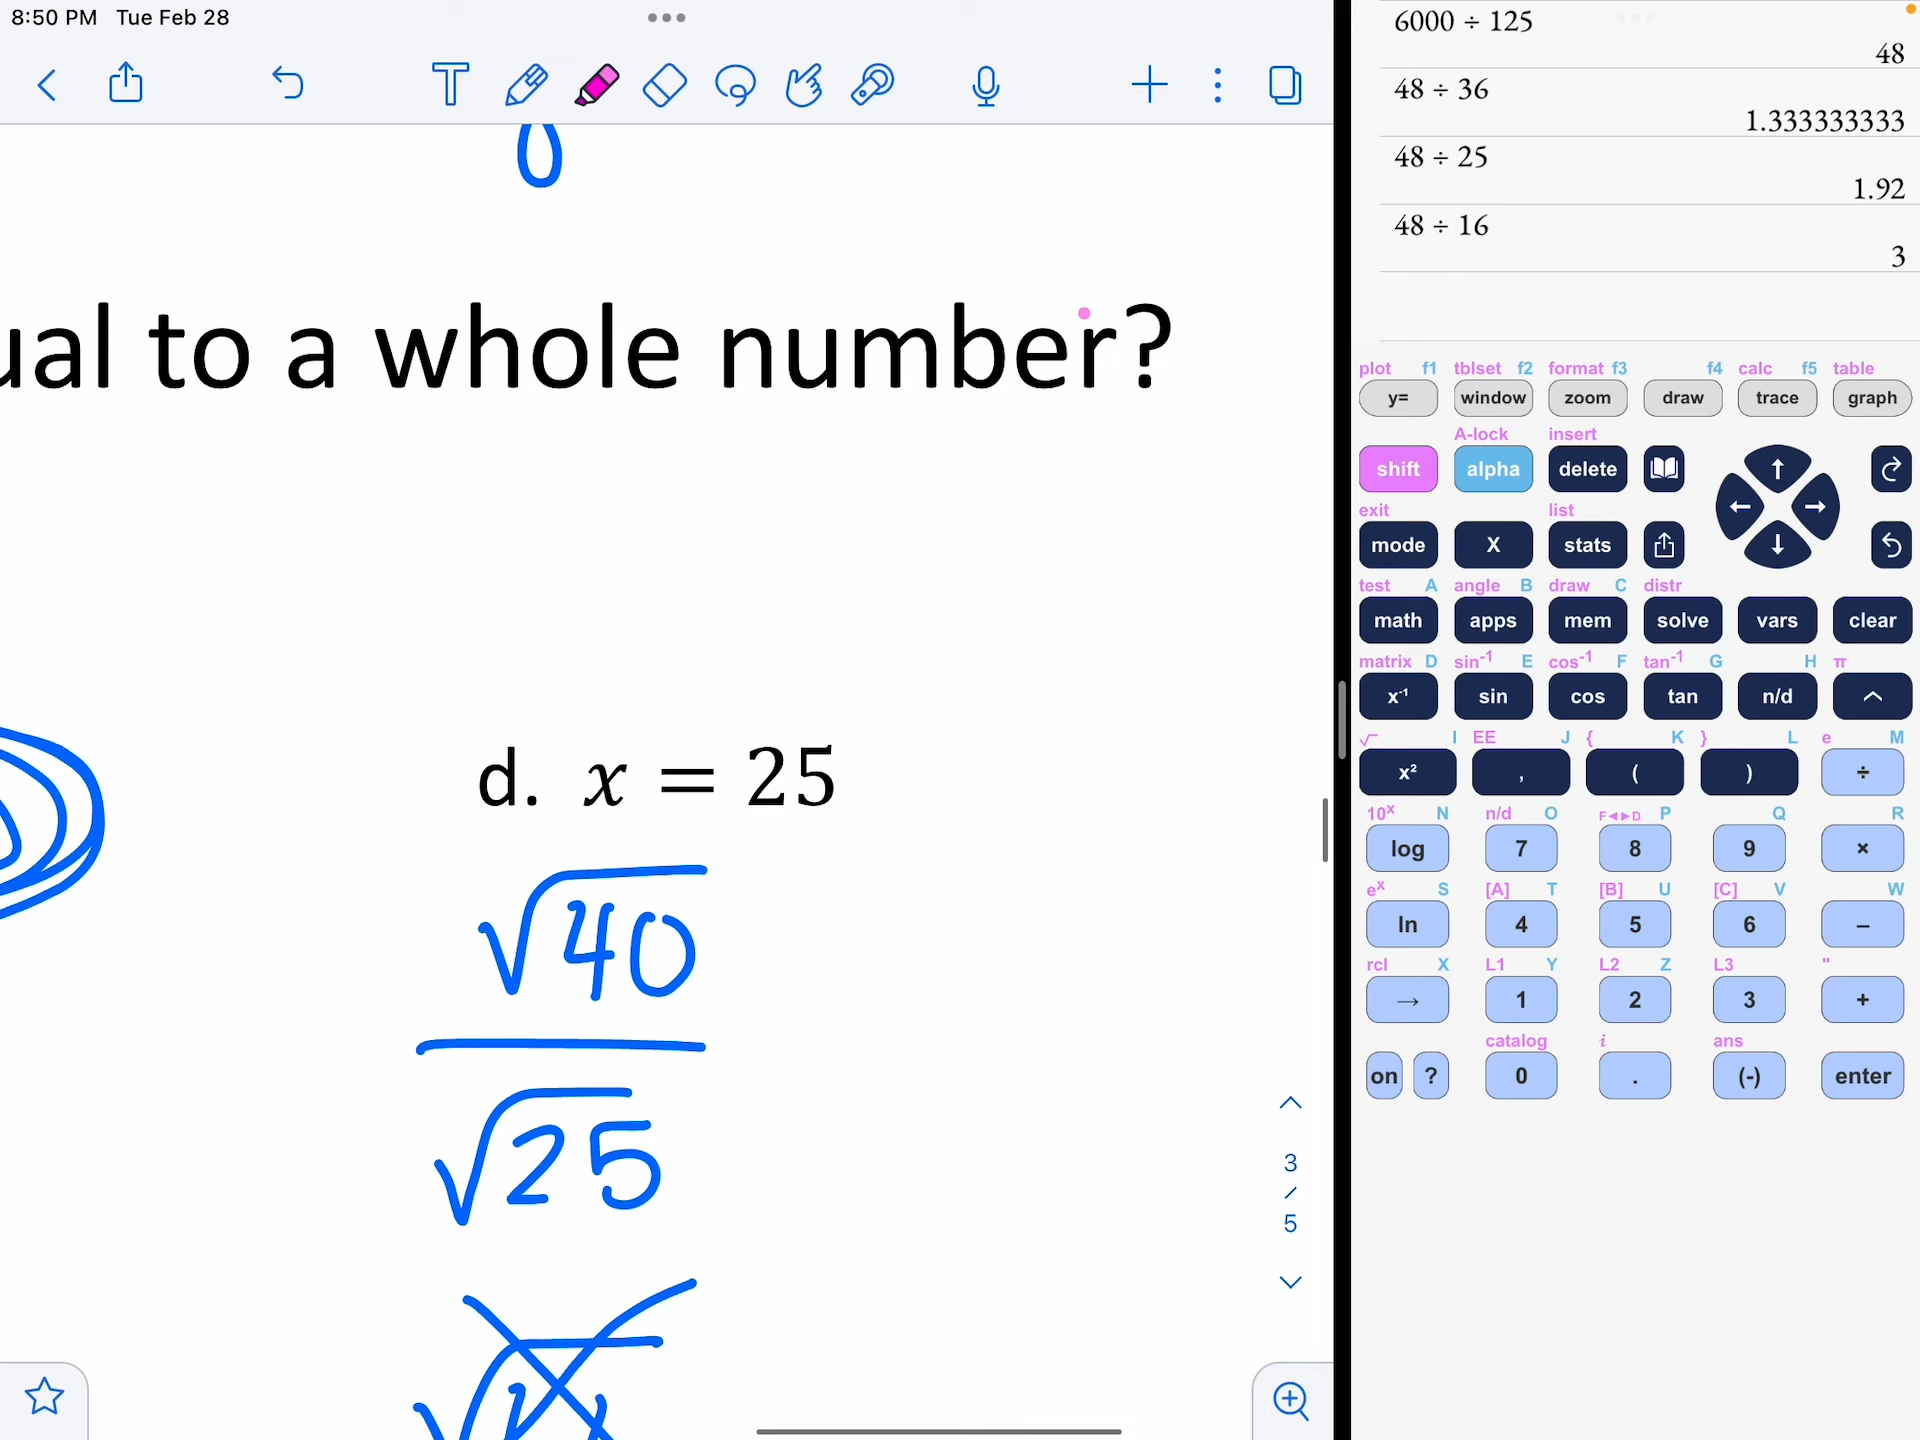 8:50 PM Tue Feb 28
0
ual to a whole number?
d. x = 25
√40
√25
3
/
5
6000 ÷ 125
48
48 ÷ 36
1.333333333
48 ÷ 25
1.92
48 ÷ 16
3
plot f1 tblset f2 format f3 f4 calc f5 table
y= window zoom draw trace graph
A-lock insert
shift alpha delete
exit list
mode X stats
test A angle B draw C distr
math apps mem solve vars clear
matrix D sin⁻¹ E cos⁻¹ F tan⁻¹ G H π
x⁻¹ sin cos tan n/d ^
√ I EE J { K } L e M
x² , ( ) ÷
10ˣ N n/d O F◄►D P Q R
log 7 8 9 ×
eˣ S [A] T [B] U [C] V W
ln 4 5 6 −
rcl X L1 Y L2 Z L3 "
→ 1 2 3 +
catalog i ans
on ? 0 . (-) enter